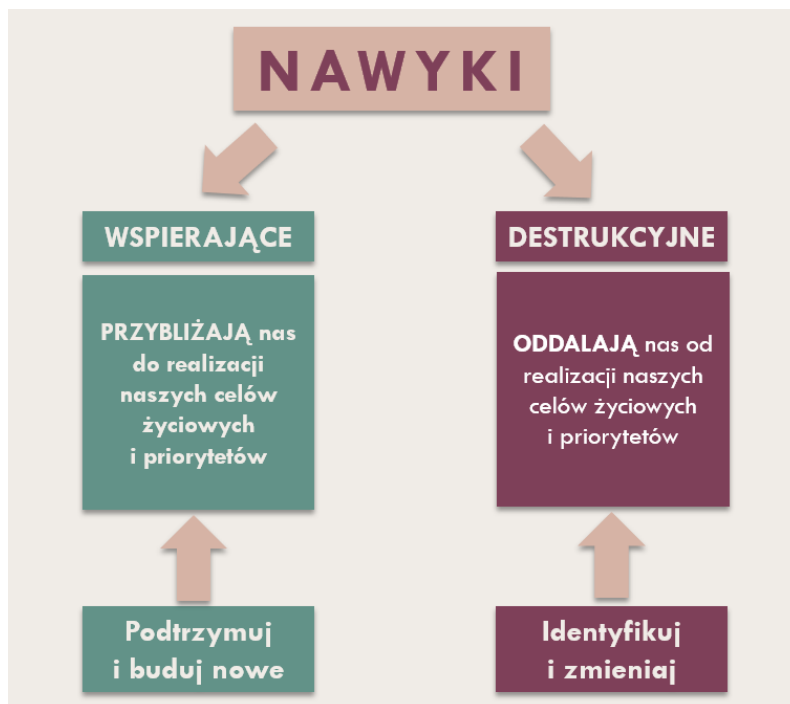 NAWYKI
WSPIERAJĄCE
PRZYBLIŻAJĄ nas
do realizacji
naszych celów
życiowych
i priorytetów
Podtrzymuj
i buduj nowe
DESTRUKCYJNE
ODDALAJĄ nas od
realizacji naszych
celów życiowych
i priorytetów
Identyfikuj
i zmieniaj